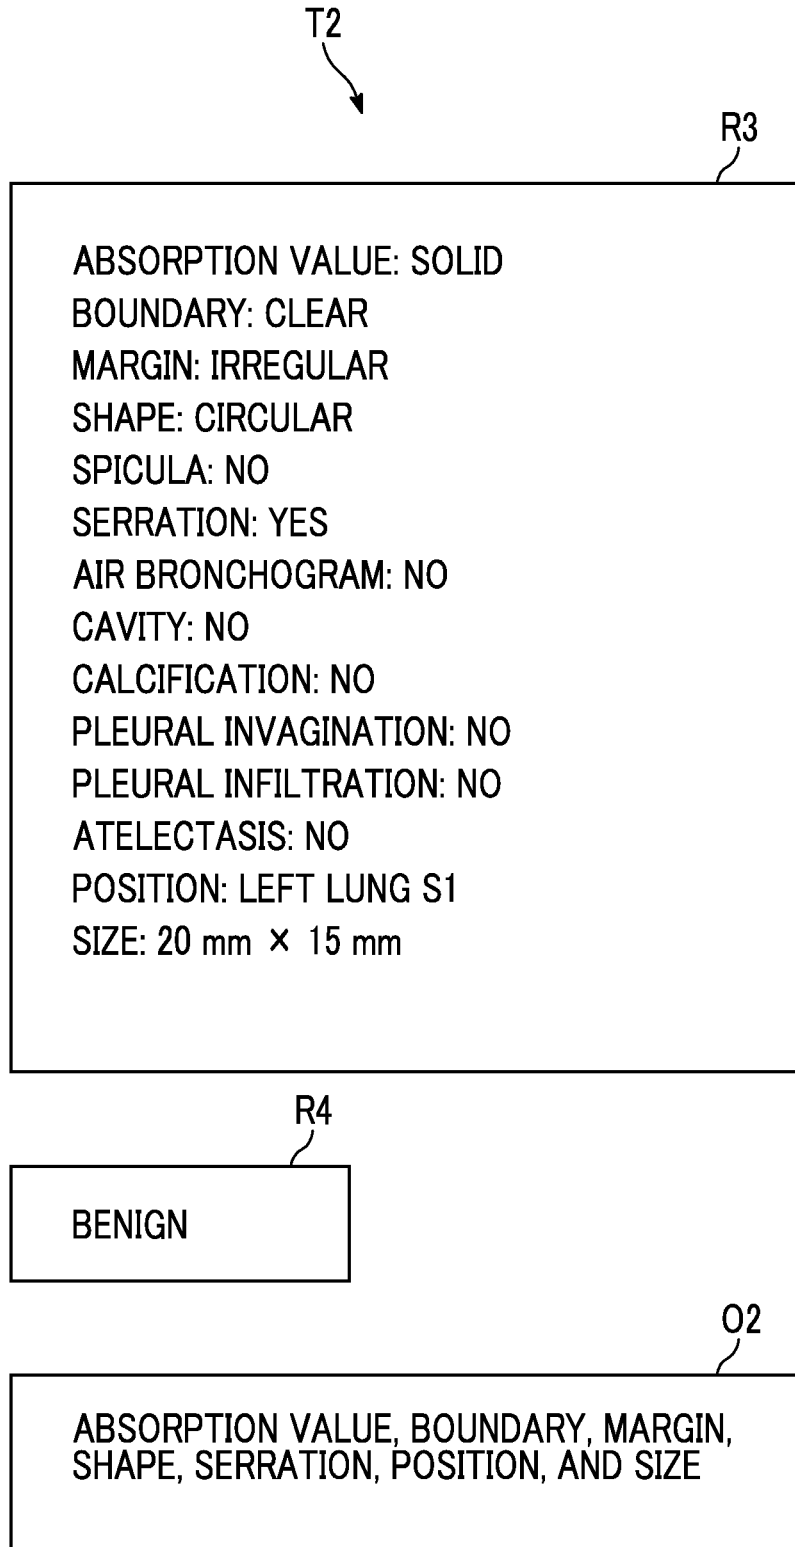 T2
R3
ABSORPTION VALUE: SOLID
BOUNDARY: CLEAR
MARGIN: IRREGULAR
SHAPE: CIRCULAR
SPICULA: NO
SERRATION: YES
AIR BRONCHOGRAM: NO
CAVITY: NO
CALCIFICATION: NO
PLEURAL INVAGINATION: NO
PLEURAL INFILTRATION: NO
ATELECTASIS: NO
POSITION: LEFT LUNG S1
SIZE: 20 mm × 15 mm
R4
BENIGN
O2
ABSORPTION VALUE, BOUNDARY, MARGIN,
SHAPE, SERRATION, POSITION, AND SIZE